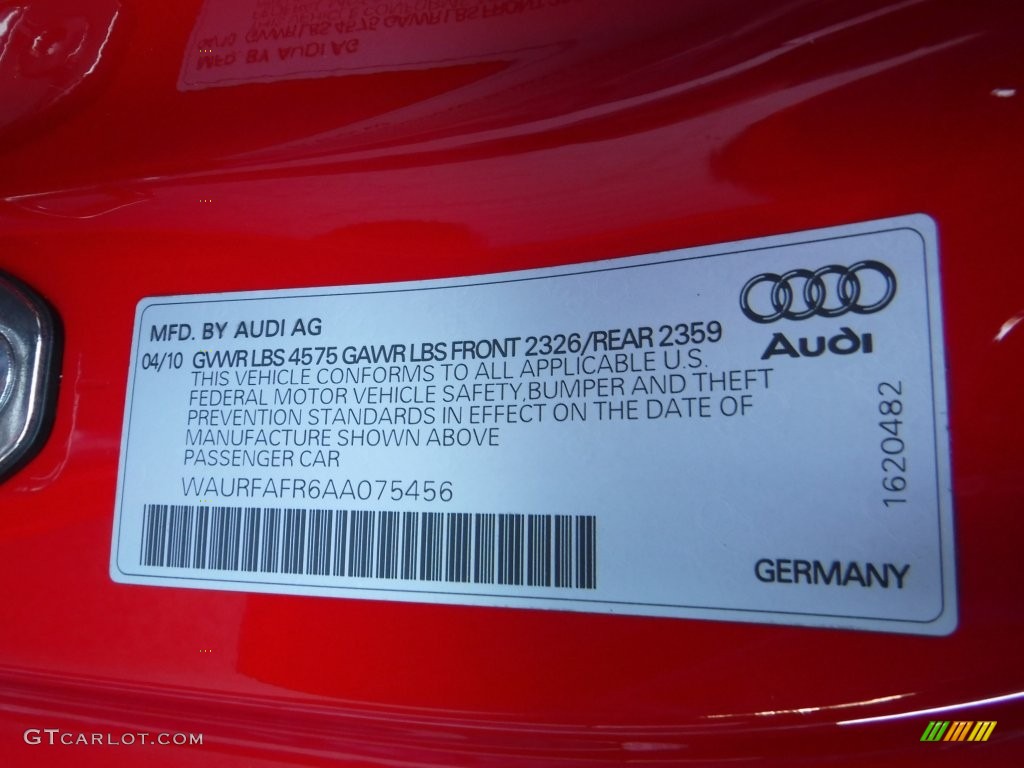 MFD. BY AUDI AG
04/10 GVWR LBS 4575 GAWR LBS FRONT 2326/REAR 2359
THIS VEHICLE CONFORMS TO ALL APPLICABLE U.S.
FEDERAL MOTOR VEHICLE SAFETY,BUMPER AND THEFT
PREVENTION STANDARDS IN EFFECT ON THE DATE OF
MANUFACTURE SHOWN ABOVE
PASSENGER CAR
WAURFAFR6AA075456
Audi
1620482
GERMANY
GTCARLOT.COM